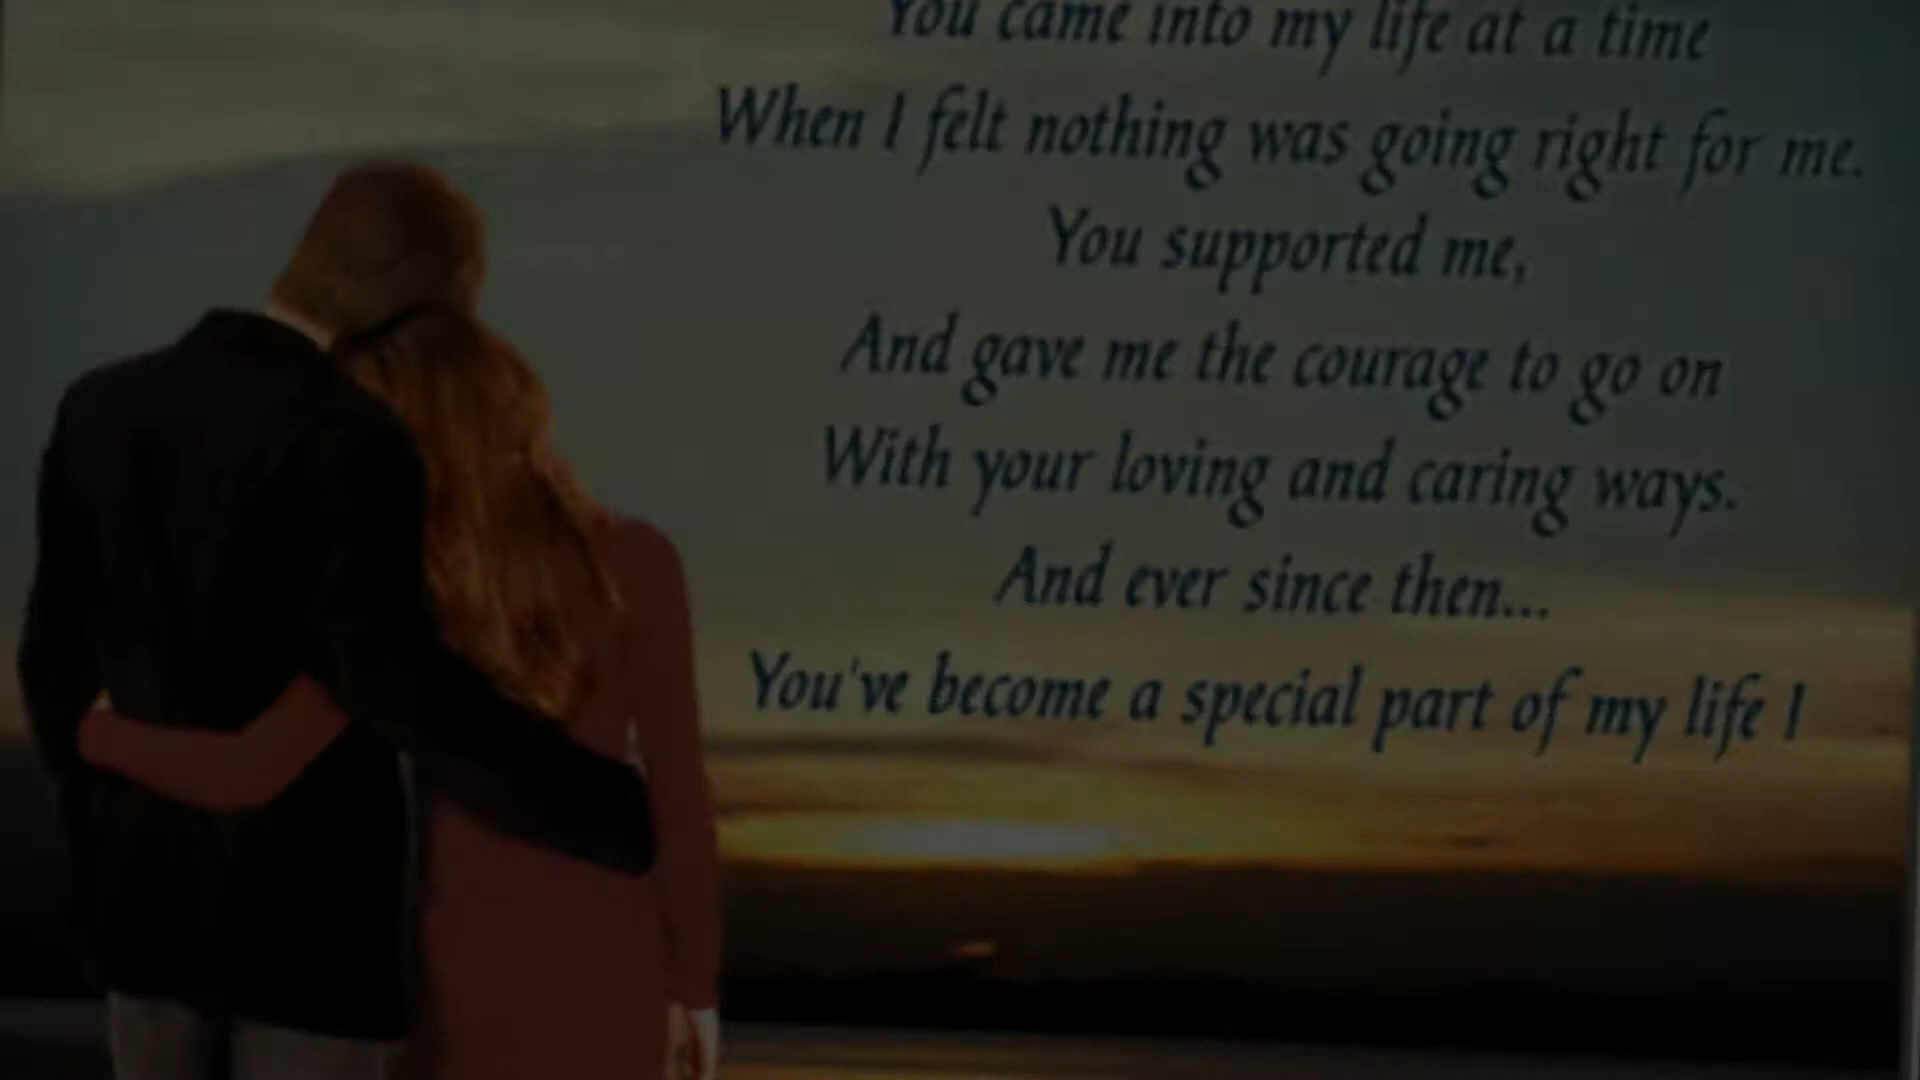 You came into my life at a time
When I felt nothing was going right for me.
You supported me,
And gave me the courage to go on
With your loving and caring ways.
And ever since then...
You've become a special part of my life !